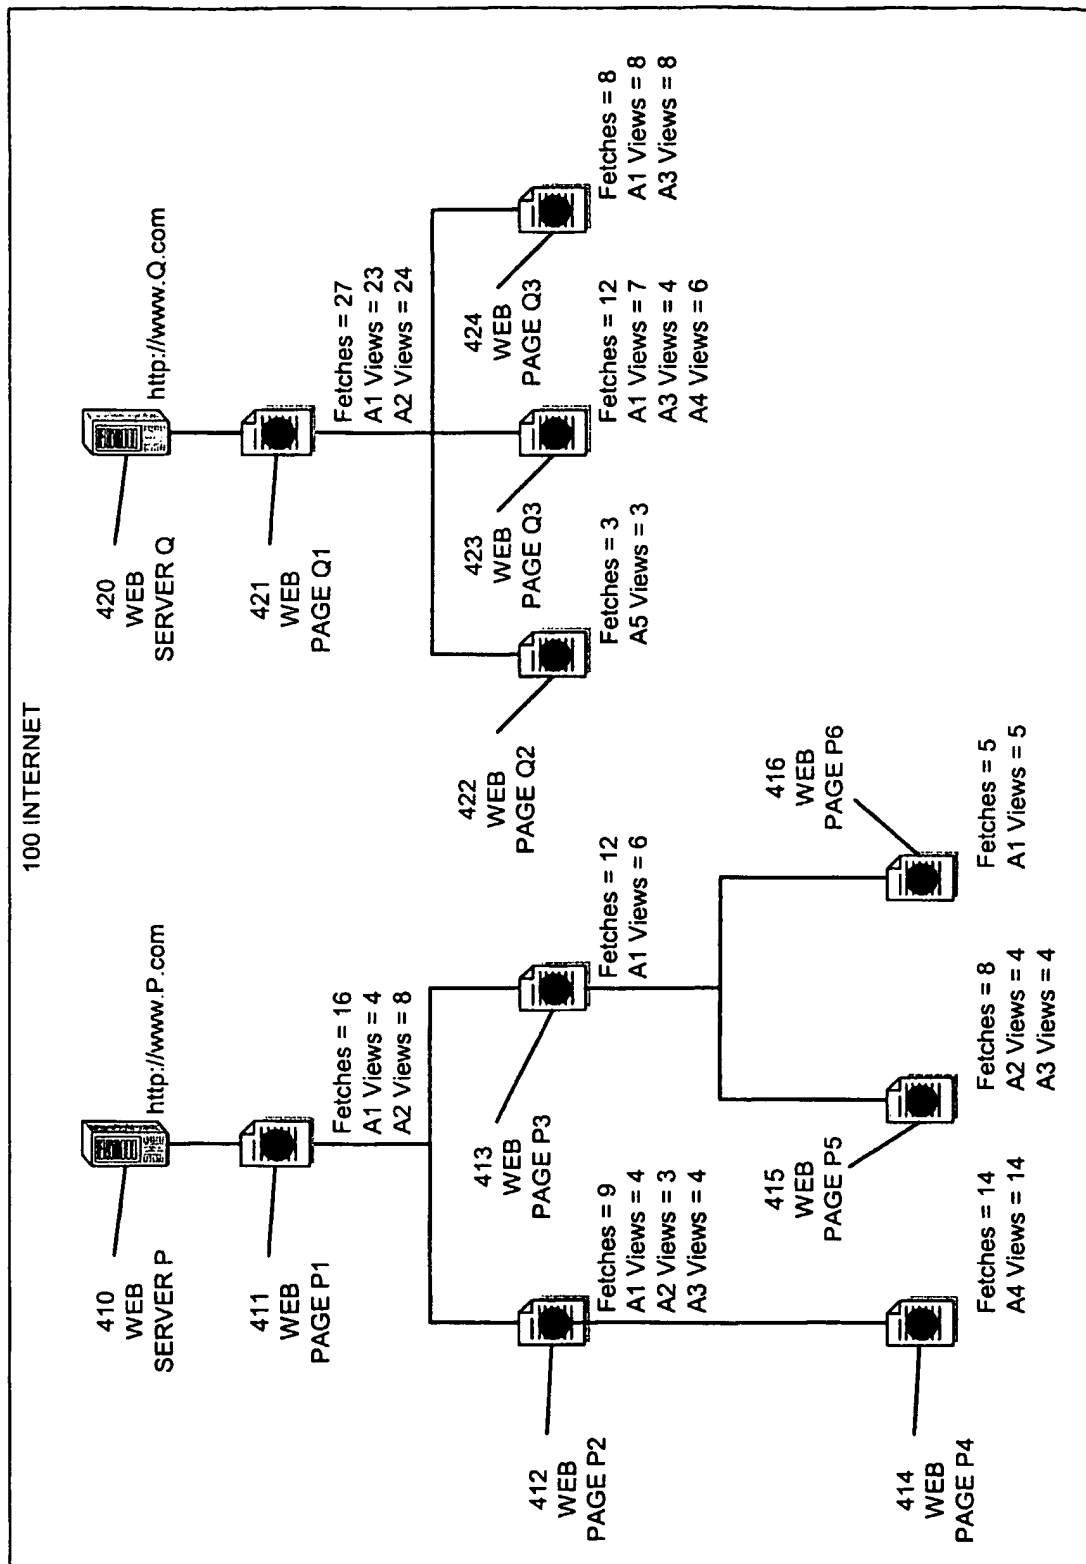 100 INTERNET
410
WEB
SERVER P
http://www.P.com
411
WEB
PAGE P1
Fetches = 16
A1 Views = 4
A2 Views = 8
412
WEB
PAGE P2
Fetches = 9
A1 Views = 4
A2 Views = 3
A3 Views = 4
413
WEB
PAGE P3
Fetches = 12
A1 Views = 6
414
WEB
PAGE P4
Fetches = 14
A4 Views = 14
415
WEB
PAGE P5
Fetches = 8
A2 Views = 4
A3 Views = 4
416
WEB
PAGE P6
Fetches = 5
A1 Views = 5
420
WEB
SERVER Q
http://www.Q.com
421
WEB
PAGE Q1
Fetches = 27
A1 Views = 23
A2 Views = 24
422
WEB
PAGE Q2
Fetches = 3
A5 Views = 3
423
WEB
PAGE Q3
Fetches = 12
A1 Views = 7
A3 Views = 4
A4 Views = 6
424
WEB
PAGE Q3
Fetches = 8
A1 Views = 8
A3 Views = 8